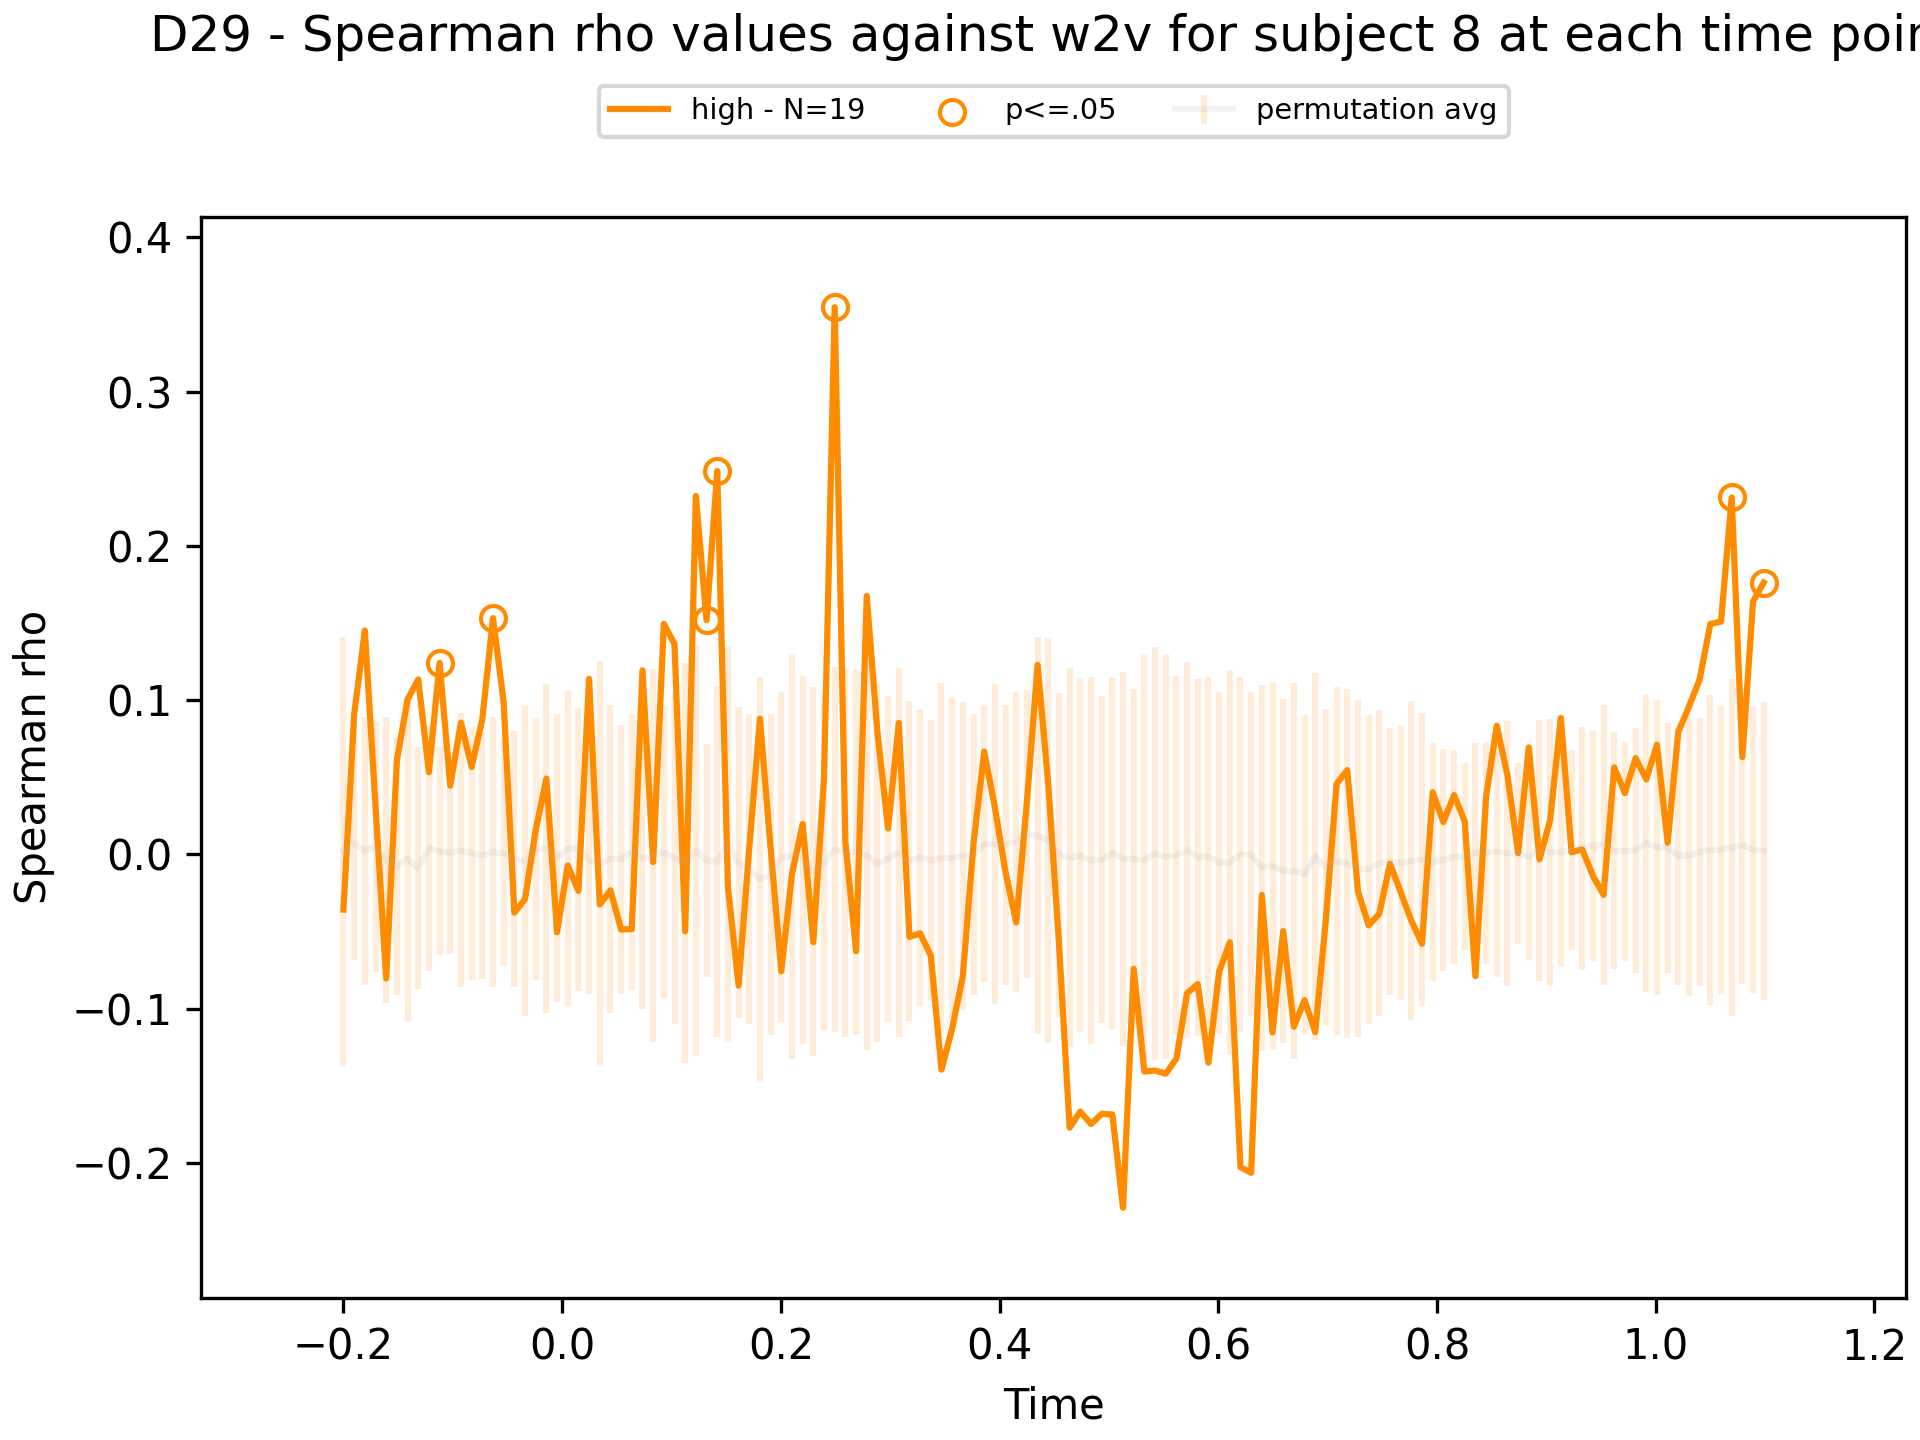 D29 - Spearman rho values against w2v for subject 8 at each time
high - N=19 p<=.05 permutation avg
0.4
0.3
0.2
0.1
0.0
−0.1
−0.2
Spearman rho
−0.2 0.0 0.2 0.4 0.6 0.8 1.0 1.2
Time